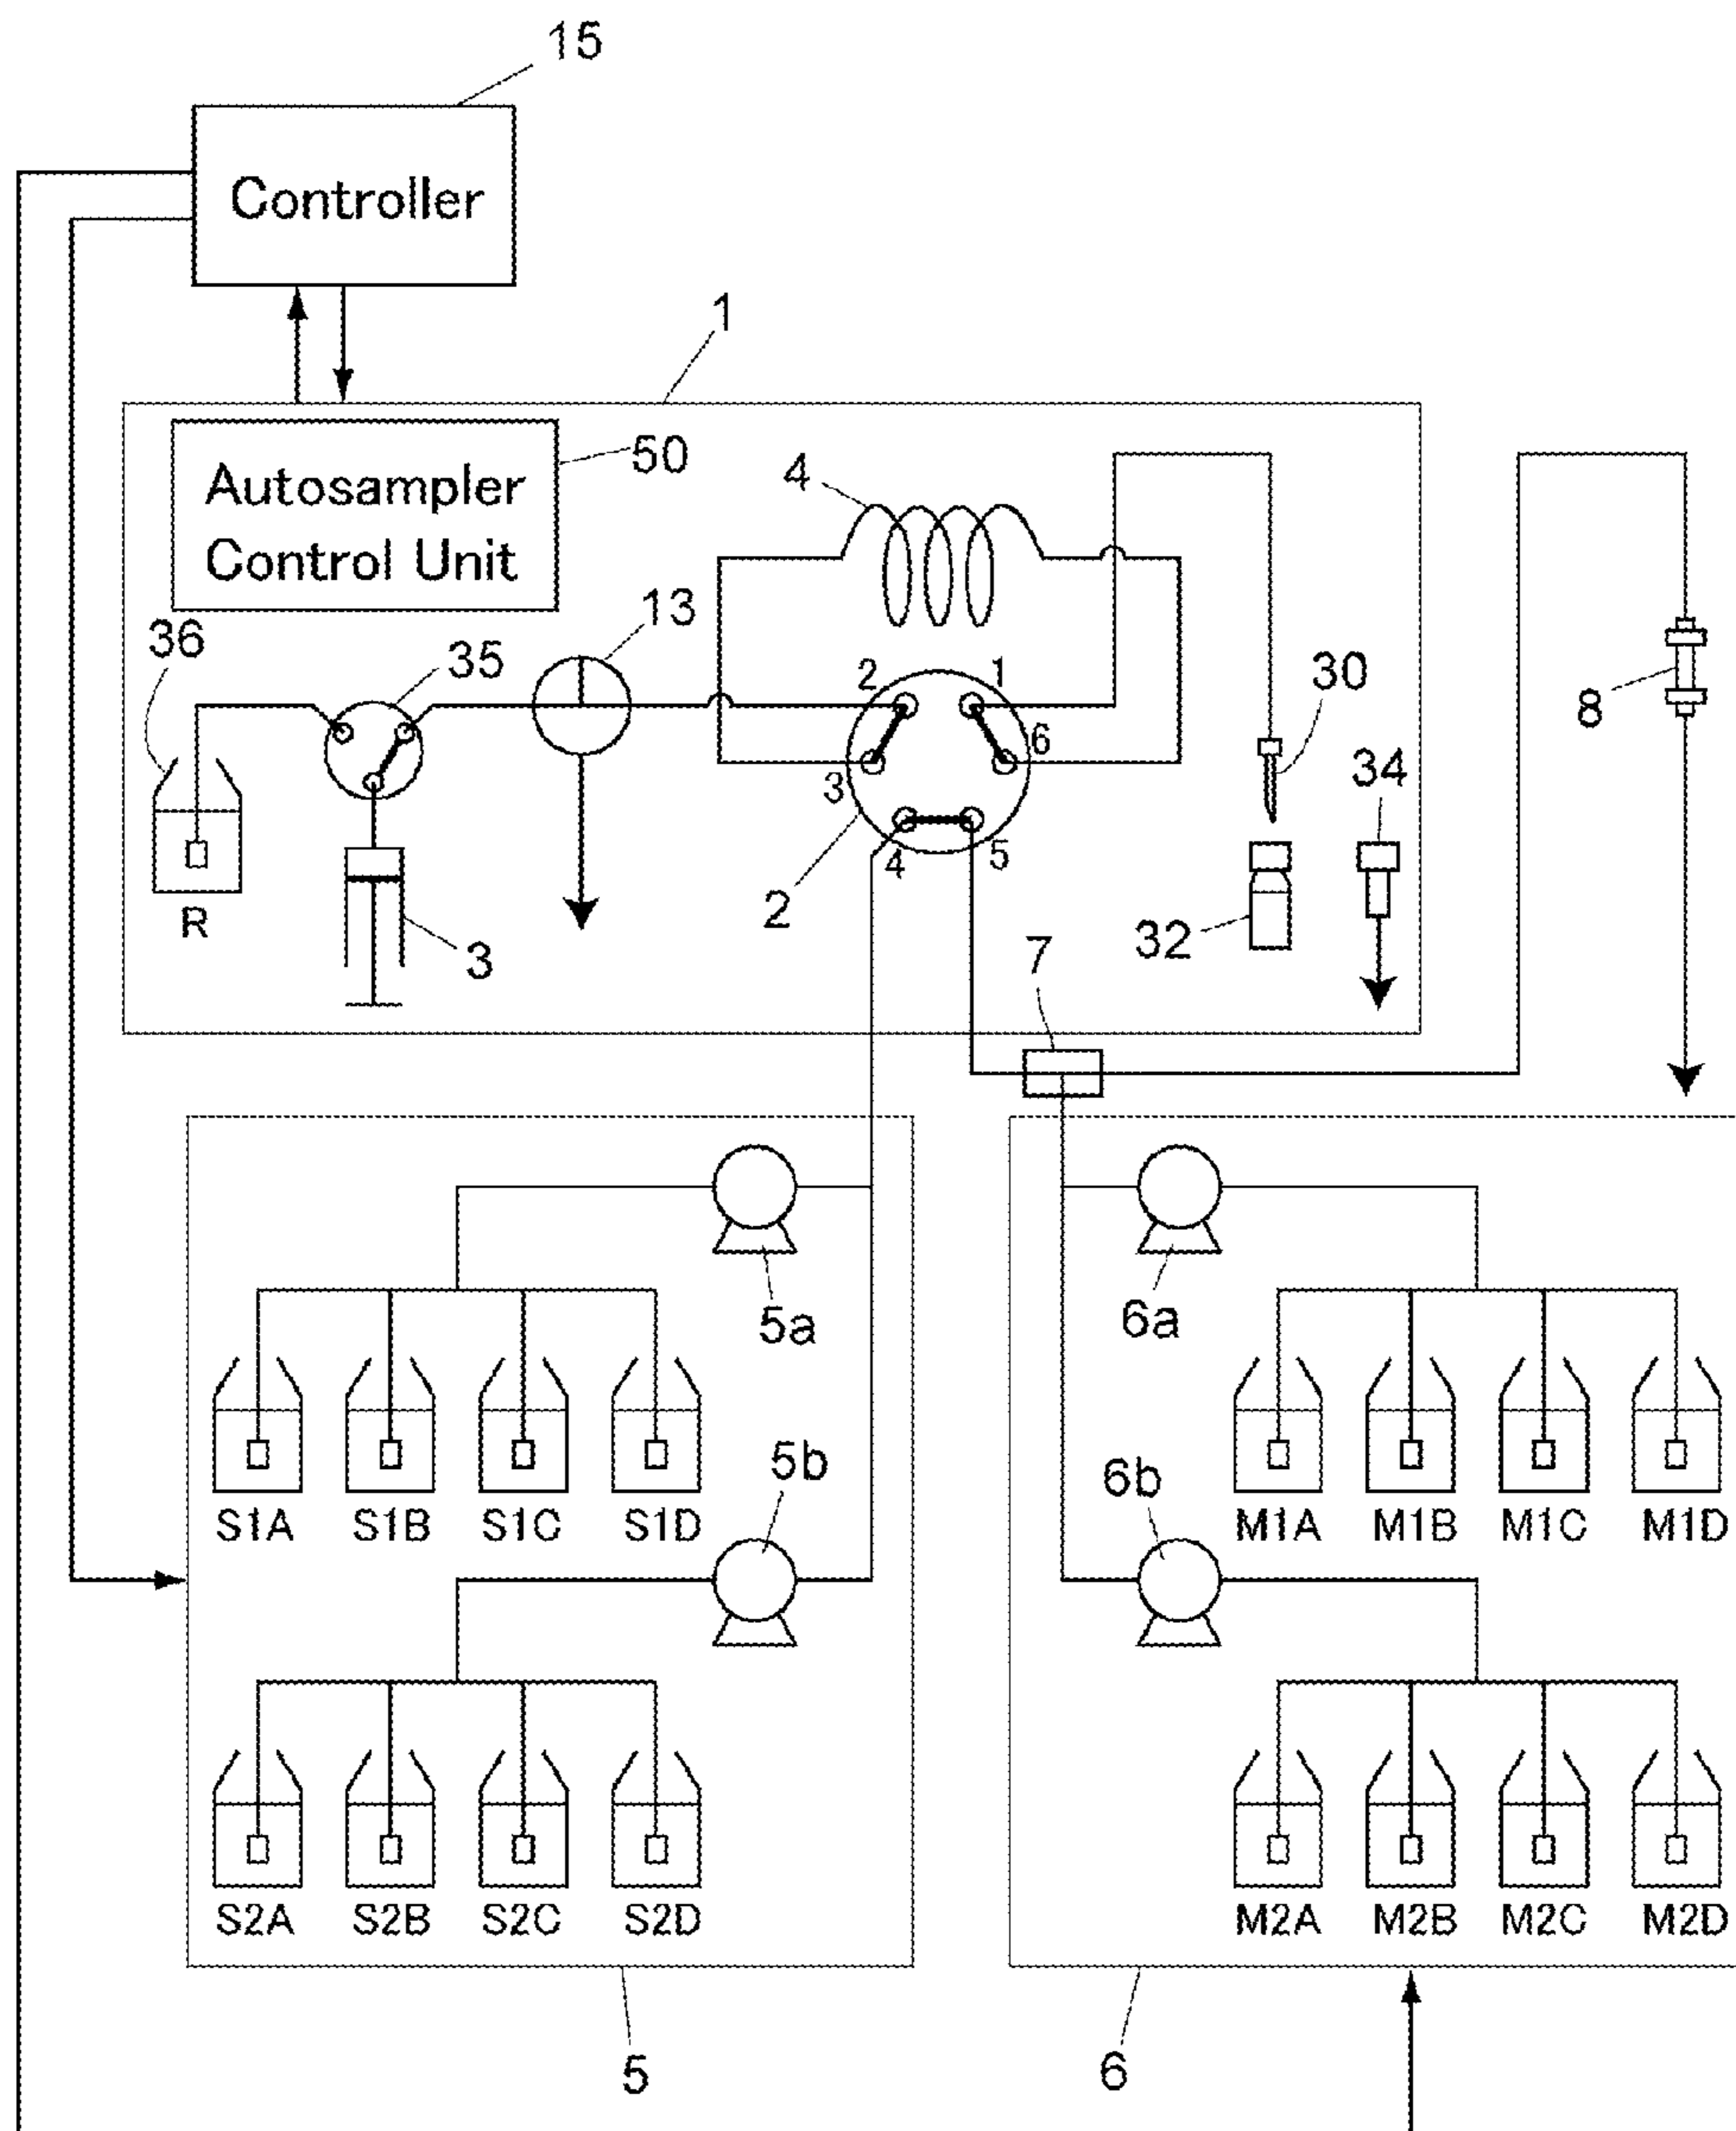 15
Controller
1
50
Autosampler
Control Unit
4
13
36
35
2
1
30
8
3
6
34
4
5
R
3
2
32
7
5a
6a
S1A S1B S1C S1D
M1A M1B M1C M1D
5b
6b
S2A S2B S2C S2D
M2A M2B M2C M2D
5
6